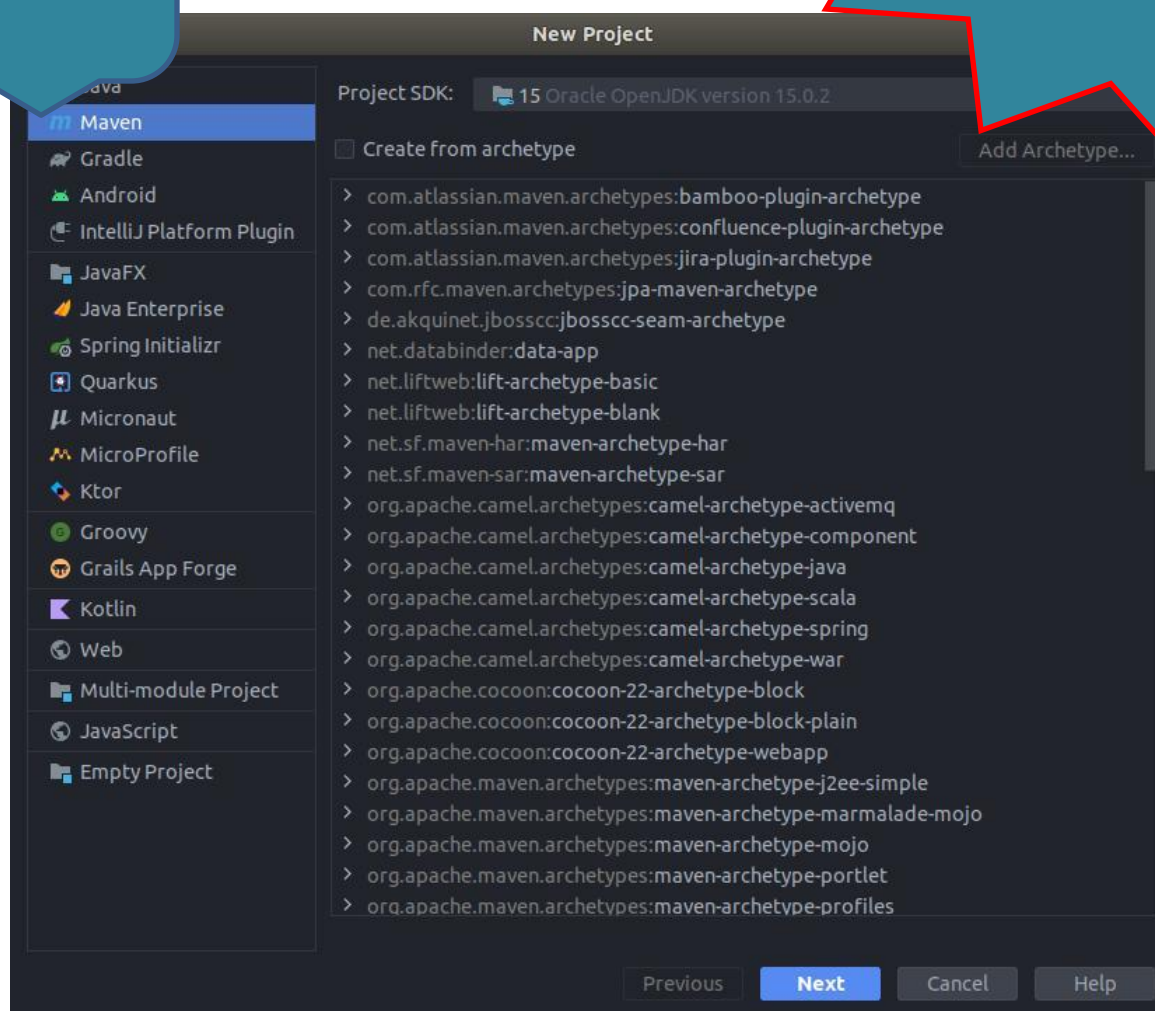 New Project
Java
Maven
Gradle
Android
IntelliJ Platform Plugin
JavaFX
Java Enterprise
Spring Initializr
Quarkus
Micronaut
MicroProfile
Ktor
Groovy
Grails App Forge
Kotlin
Web
Multi-module Project
JavaScript
Empty Project
Project SDK: 15 Oracle OpenJDK version 15.0.2
Create from archetype
Add Archetype...
com.atlassian.maven.archetypes:bamboo-plugin-archetype
com.atlassian.maven.archetypes:confluence-plugin-archetype
com.atlassian.maven.archetypes:jira-plugin-archetype
com.rfc.maven.archetypes:jpa-maven-archetype
de.akquinet.jbosscc:jbosscc-seam-archetype
net.databinder:data-app
net.liftweb:lift-archetype-basic
net.liftweb:lift-archetype-blank
net.sf.maven-har:maven-archetype-har
net.sf.maven-sar:maven-archetype-sar
org.apache.camel.archetypes:camel-archetype-activemq
org.apache.camel.archetypes:camel-archetype-component
org.apache.camel.archetypes:camel-archetype-java
org.apache.camel.archetypes:camel-archetype-scala
org.apache.camel.archetypes:camel-archetype-spring
org.apache.camel.archetypes:camel-archetype-war
org.apache.cocoon:cocoon-22-archetype-block
org.apache.cocoon:cocoon-22-archetype-block-plain
org.apache.cocoon:cocoon-22-archetype-webapp
org.apache.maven.archetypes:maven-archetype-j2ee-simple
org.apache.maven.archetypes:maven-archetype-marmalade-mojo
org.apache.maven.archetypes:maven-archetype-mojo
org.apache.maven.archetypes:maven-archetype-portlet
org.apache.maven.archetypes:maven-archetype-profiles
Previous
Next
Cancel
Help